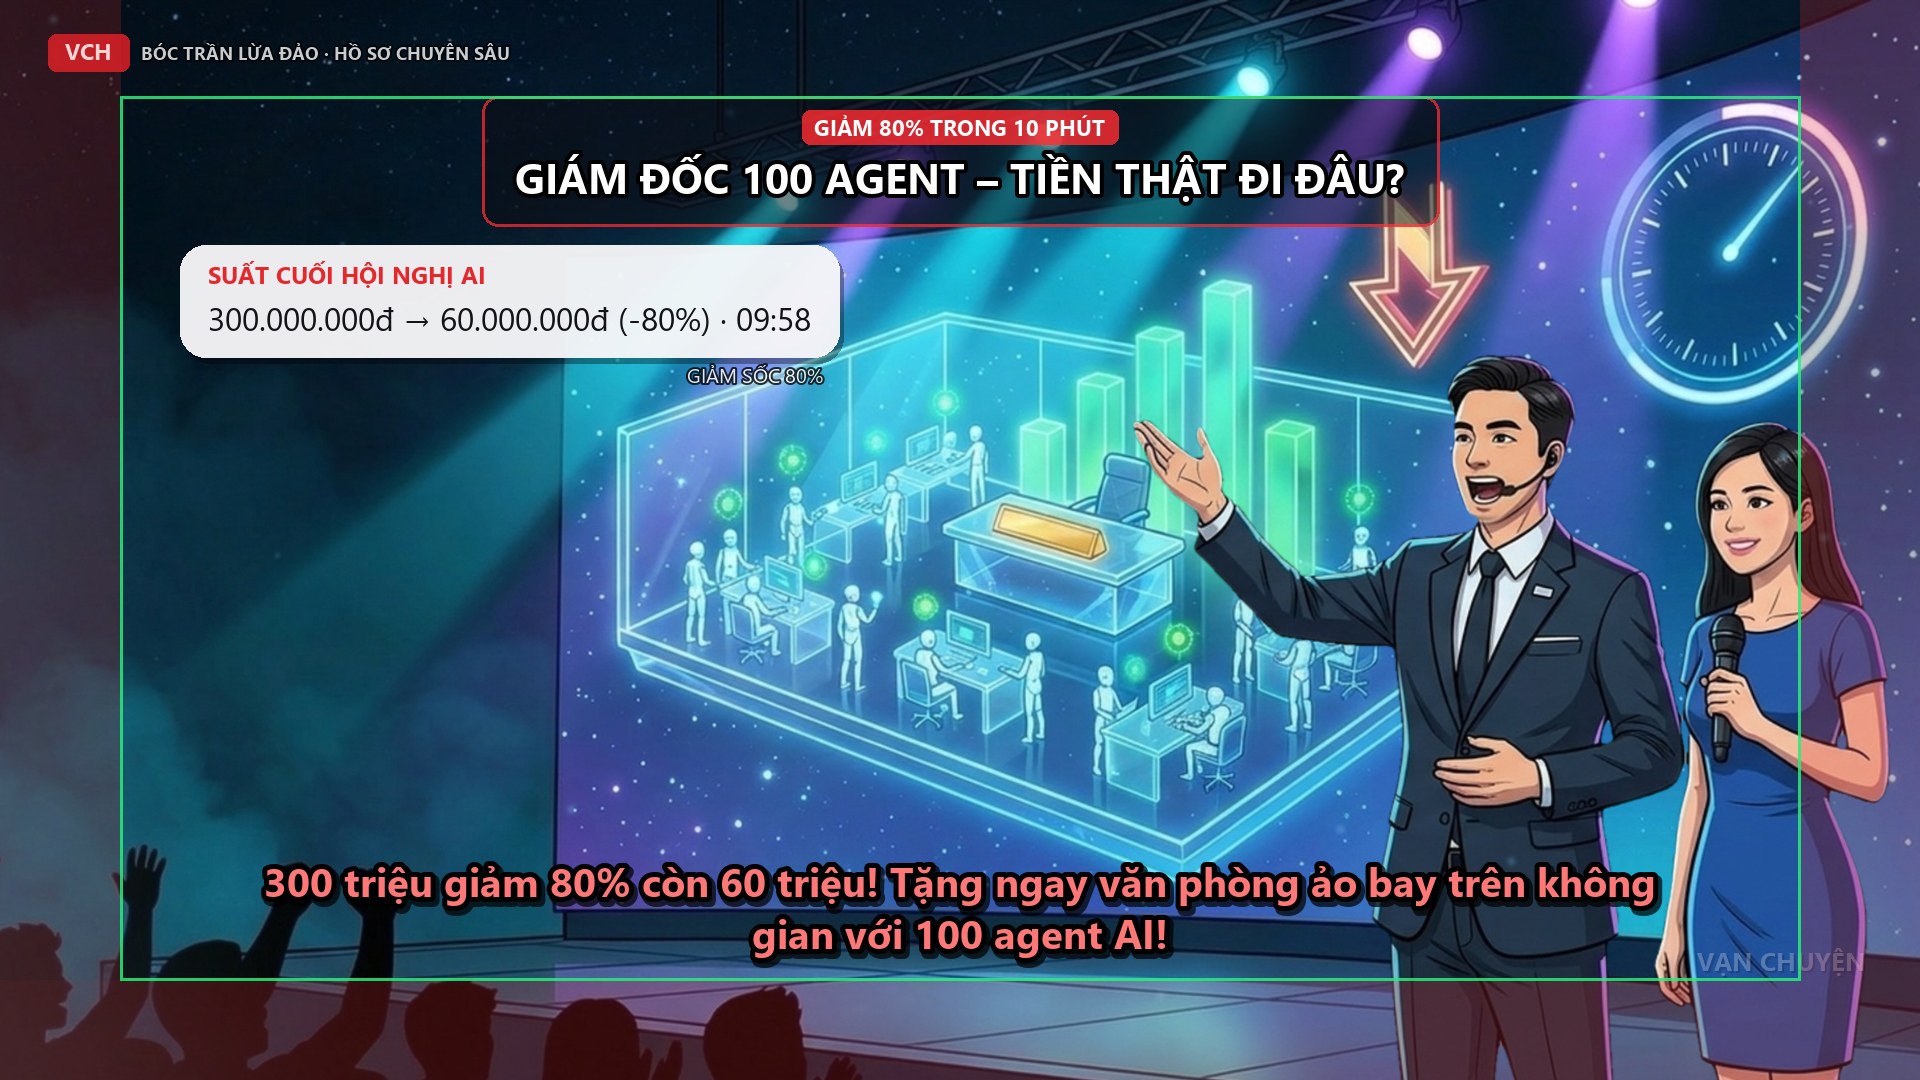 VCH BÓC TRẦN LỪA ĐẢO · HỒ SƠ CHUYÊN SÂU
GIẢM 80% TRONG 10 PHÚT
GIÁM ĐỐC 100 AGENT – TIỀN THẬT ĐI ĐÂU?
SUẤT CUỐI HỘI NGHỊ AI
300.000.000đ → 60.000.000đ (-80%) · 09:58
GIẢM SỐC 80%
300 triệu giảm 80% còn 60 triệu! Tặng ngay văn phòng ảo bay trên không
gian với 100 agent AI!
VẠN CHUYỆN